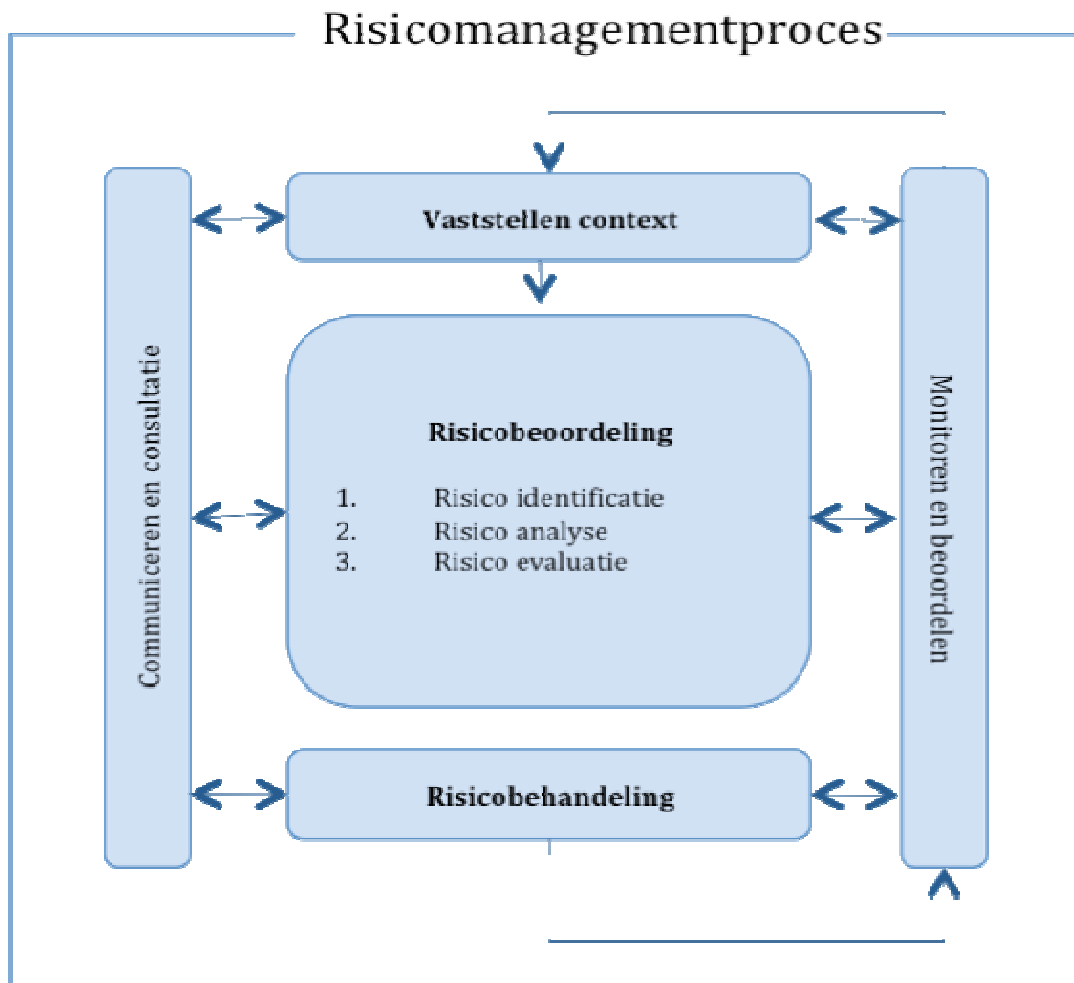 Risicomanagementproces
Vaststellen context
Communiceren en consultatie
Risicobeoordeling
1. Risico identificatie
2. Risico analyse
3. Risico evaluatie
Monitoren en beoordelen
Risicobehandeling